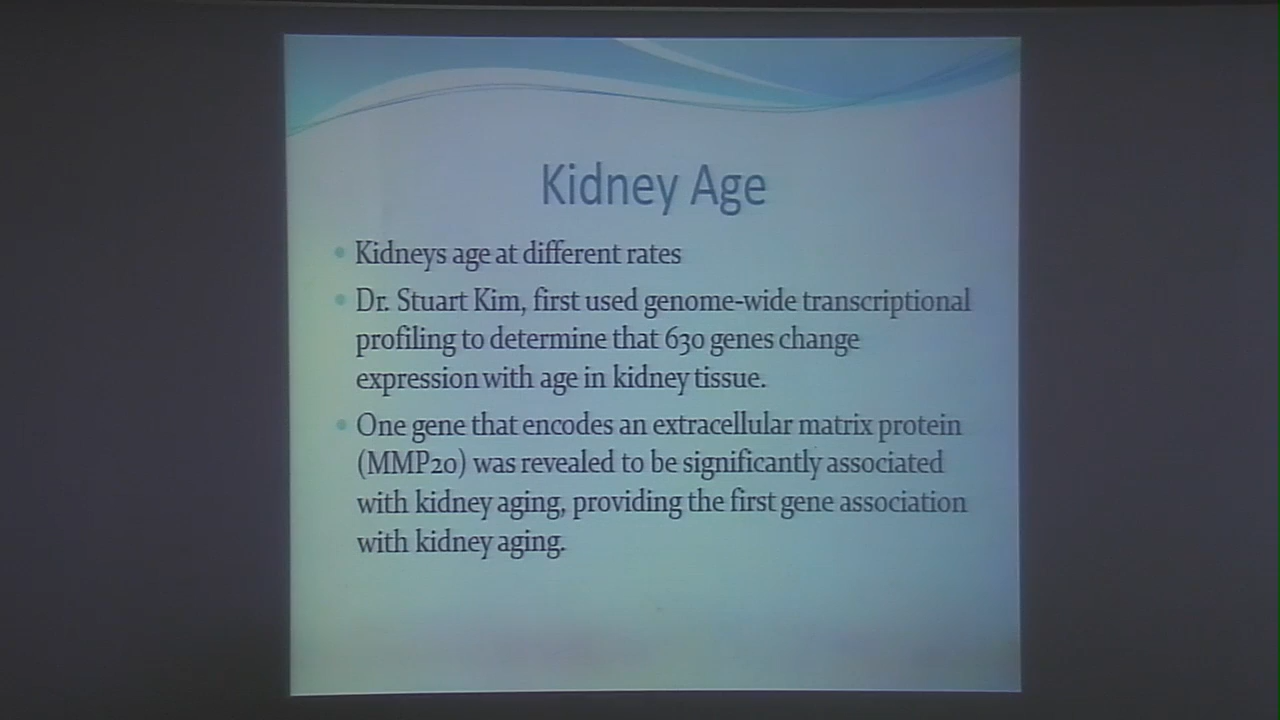 Kidney Age
• Kidneys age at different rates
• Dr. Stuart Kim, first used genome-wide transcriptional
profiling to determine that 630 genes change
expression with age in kidney tissue.
• One gene that encodes an extracellular matrix protein
(MMP20) was revealed to be significantly associated
with kidney aging, providing the first gene association
with kidney aging.